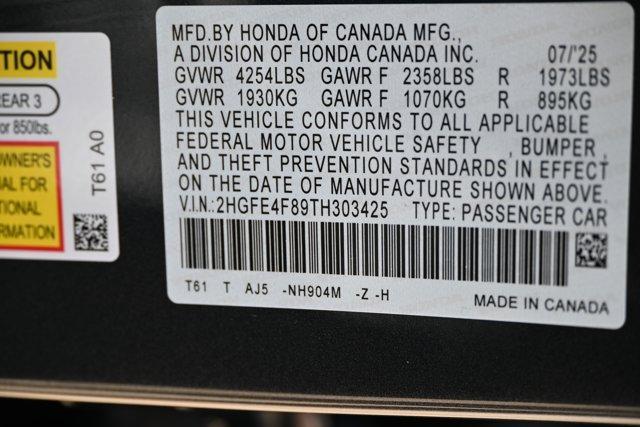 TION
REAR 3
or 850lbs.
OWNER'S
UAL FOR
TIONAL
RMATION
T61 A0
MFD.BY HONDA OF CANADA MFG.,
A DIVISION OF HONDA CANADA INC. 07/'25
GVWR 4254LBS GAWR F 2358LBS R 1973LBS
GVWR 1930KG GAWR F 1070KG R 895KG
THIS VEHICLE CONFORMS TO ALL APPLICABLE
FEDERAL MOTOR VEHICLE SAFETY , BUMPER ,
AND THEFT PREVENTION STANDARDS IN EFFECT
ON THE DATE OF MANUFACTURE SHOWN ABOVE.
V.I.N.:2HGFE4F89TH303425 TYPE: PASSENGER CAR
T61 T AJ5 -NH904M -Z -H
MADE IN CANADA